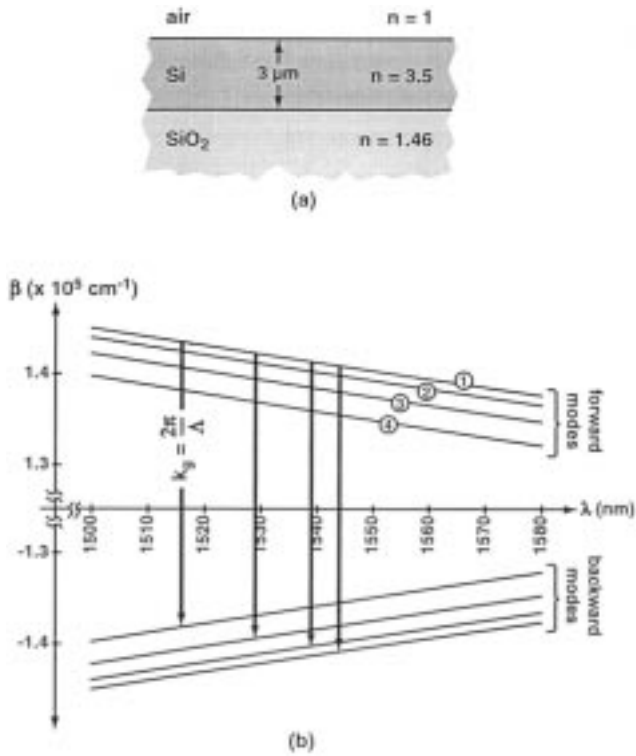 air n = 1
Si 3 µm n = 3.5
SiO₂ n = 1.46
(a)
β (x 10⁵ cm⁻¹)
1.4
1.3
-1.3
-1.4
k_g = 2π/Λ
① ② ③ ④
forward modes
1500 1510 1520 1530 1540 1550 1560 1570 1580
λ (nm)
backward modes
(b)